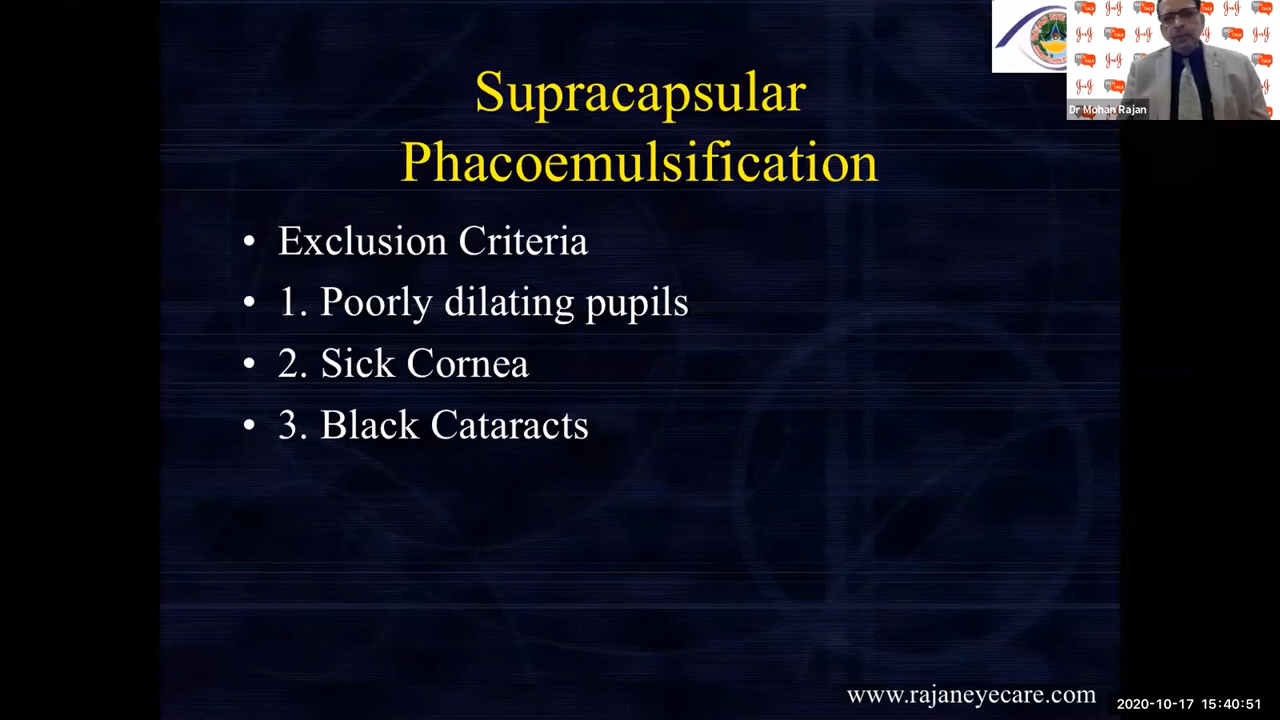 Supracapsular
Phacoemulsification
• Exclusion Criteria
• 1. Poorly dilating pupils
• 2. Sick Cornea
• 3. Black Cataracts
www.rajaneyecare.com
Dr Mohan Rajan
2020-10-17 15:40:51